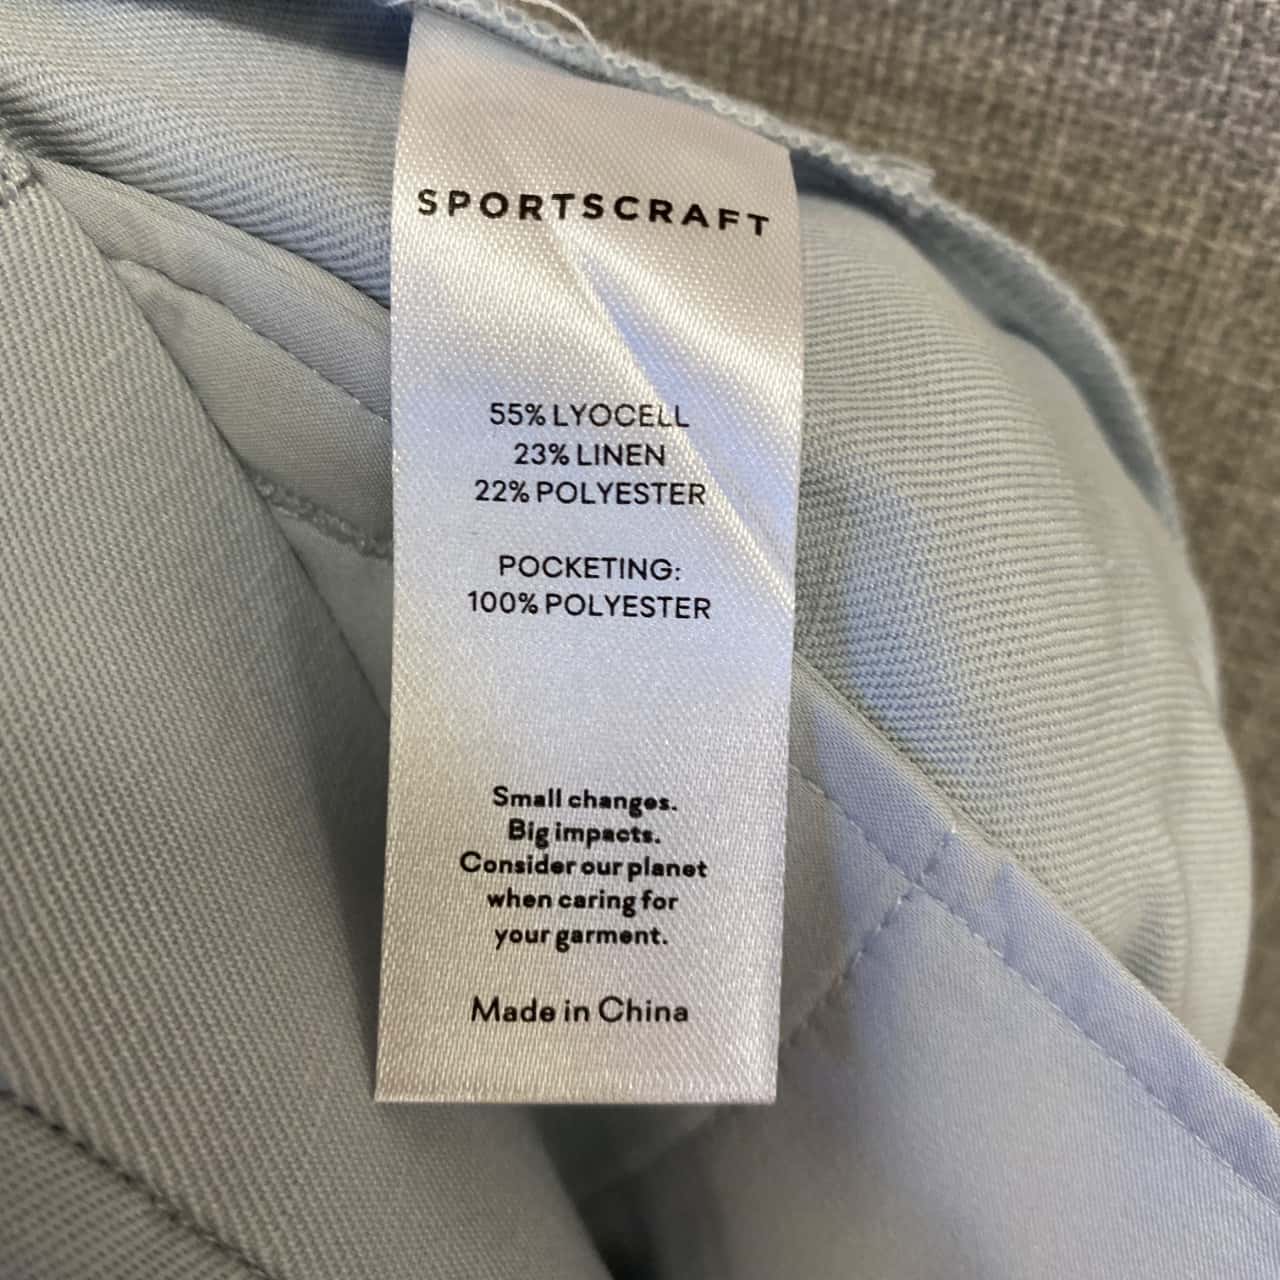 SPORTSCRAFT
55% LYOCELL
23% LINEN
22% POLYESTER
POCKETING:
100% POLYESTER
Small changes.
Big impacts.
Consider our planet
when caring for
your garment.
Made in China